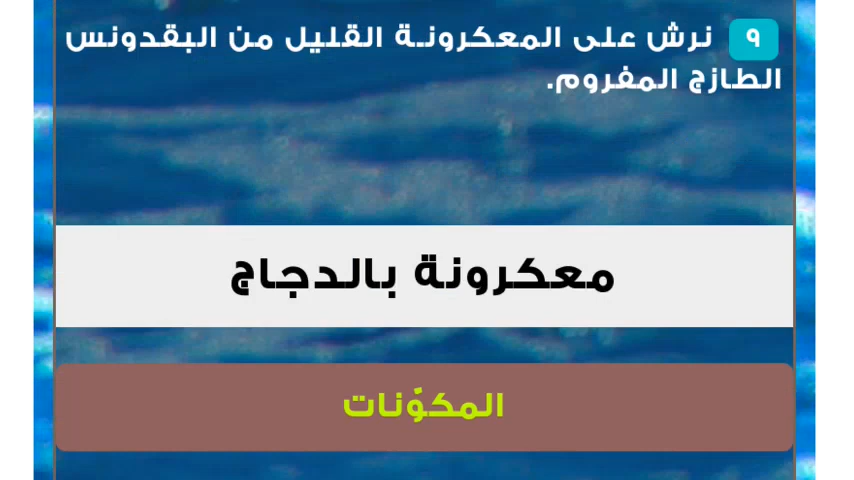 ٩ نرش على المعكرونة القليل من البقدونس
الطازج المفروم.
معكرونة بالدجاج
المكوّنات